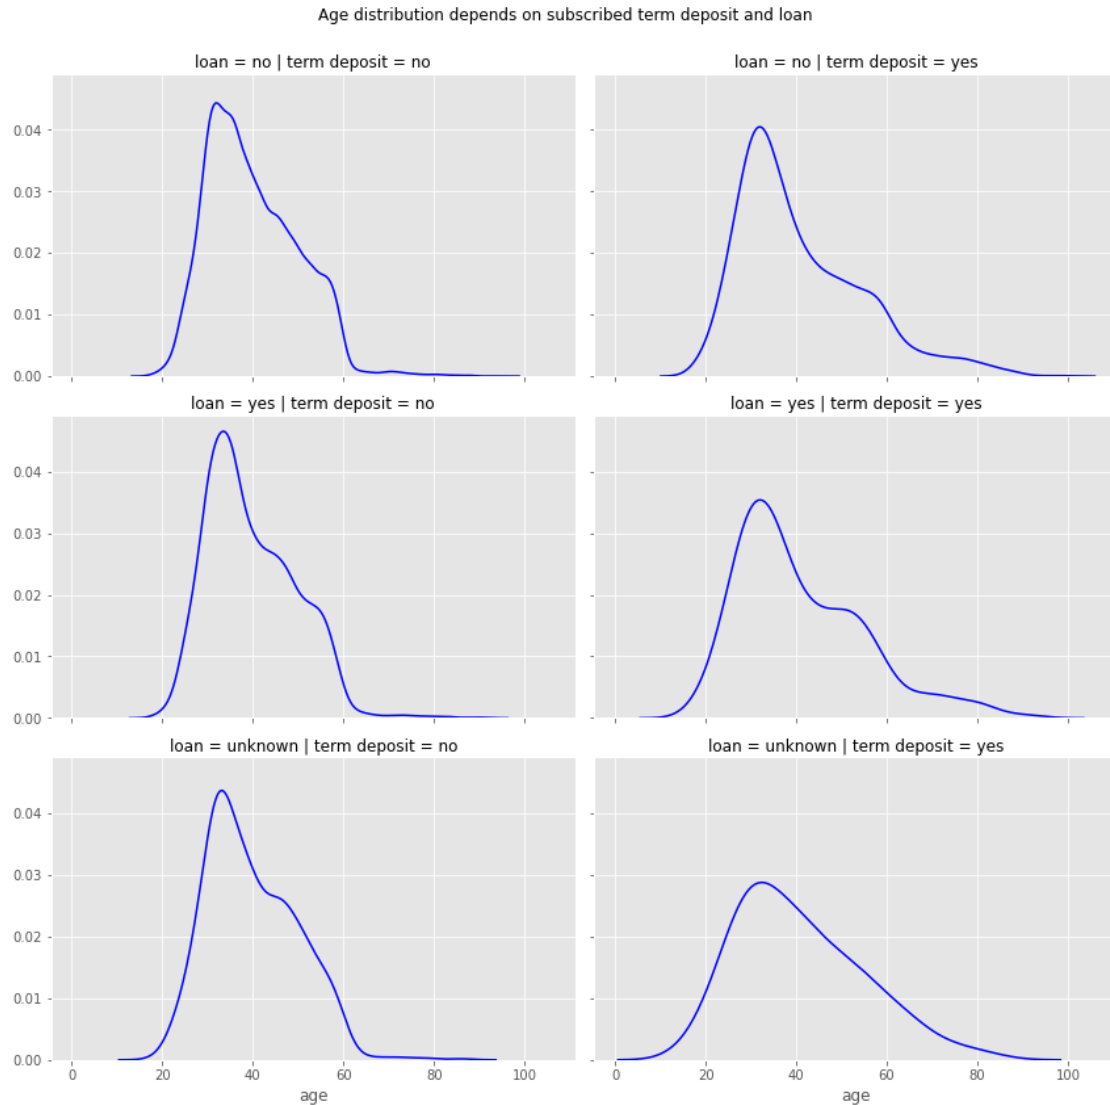 Age distribution depends on subscribed term deposit and loan
loan = no | term deposit = no
loan = no | term deposit = yes
0.04
0.03
0.02
0.01
0.00
loan = yes | term deposit = no
loan = yes | term deposit = yes
0.04
0.03
0.02
0.01
0.00
loan = unknown | term deposit = no
loan = unknown | term deposit = yes
0.04
0.03
0.02
0.01
0.00
0 20 40 60 80 100
0 20 40 60 80 100
age
age